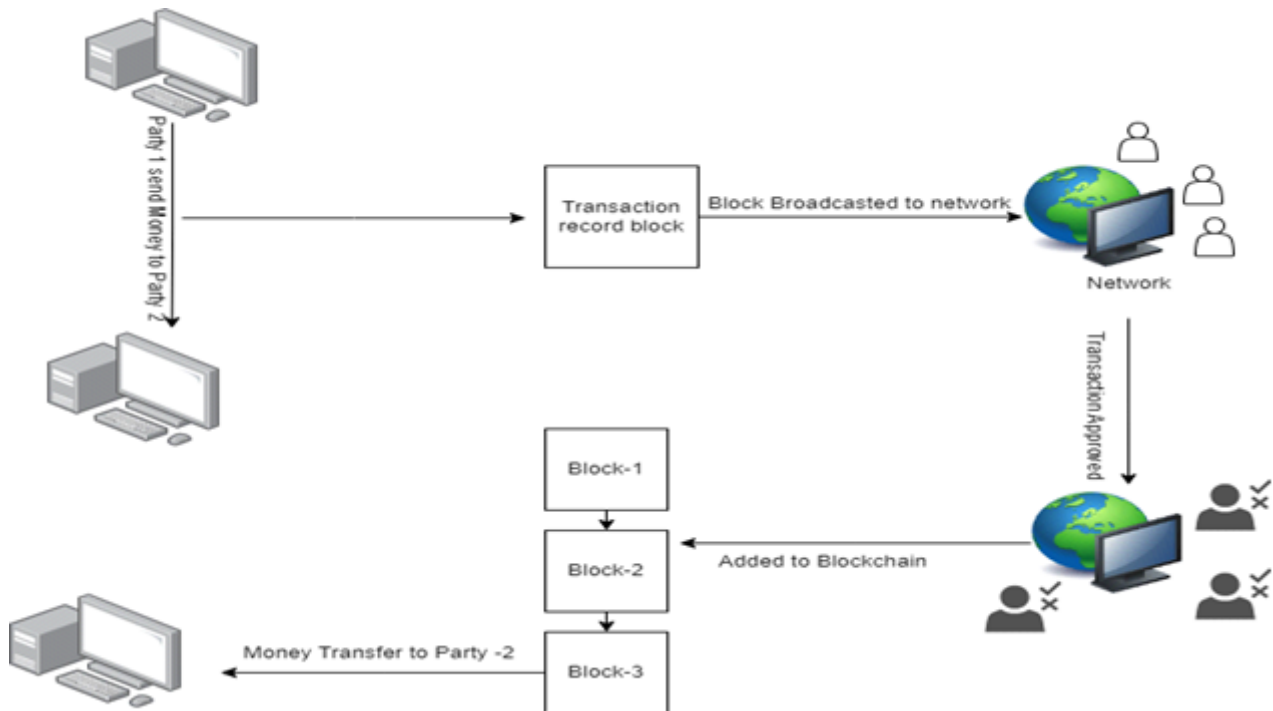 Party 1 send Money to Party 2
Transaction
record block
Block Broadcasted to network
Network
Transaction Approved
Block-1
Block-2
Added to Blockchain
Block-3
Money Transfer to Party -2